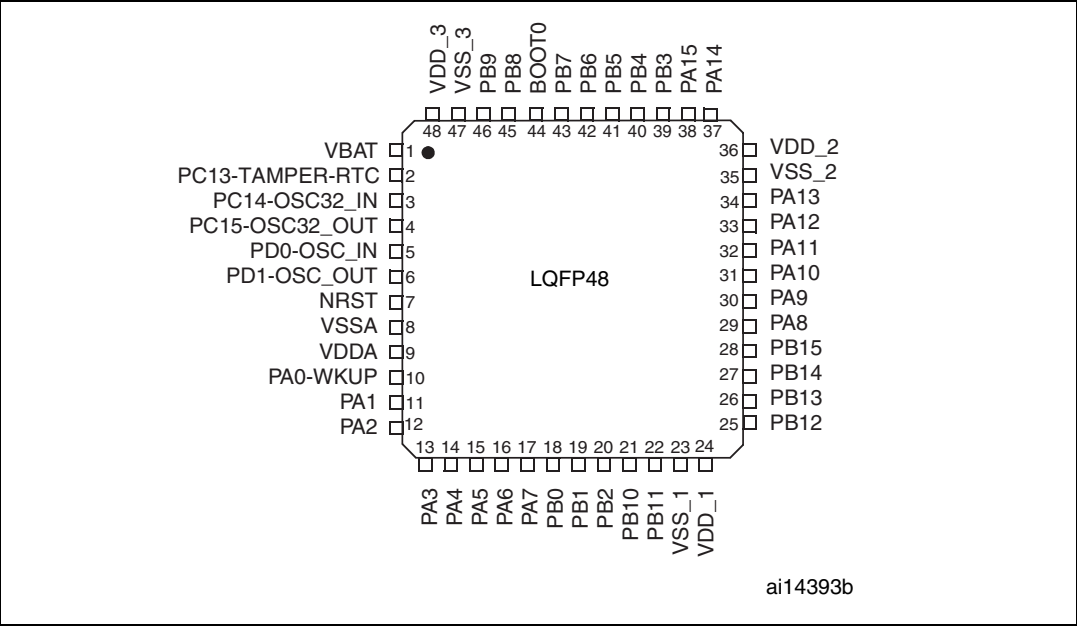 VDD_3
VSS_3
PB9
PB8
BOOT0
PB7
PB6
PB5
PB4
PB3
PA15
PA14
48 47 46 45 44 43 42 41 40 39 38 37
VBAT 1 36 VDD_2
PC13-TAMPER-RTC 2 35 VSS_2
PC14-OSC32_IN 3 34 PA13
PC15-OSC32_OUT 4 33 PA12
PD0-OSC_IN 5 32 PA11
PD1-OSC_OUT 6 LQFP48 31 PA10
NRST 7 30 PA9
VSSA 8 29 PA8
VDDA 9 28 PB15
PA0-WKUP 10 27 PB14
PA1 11 26 PB13
PA2 12 25 PB12
13 14 15 16 17 18 19 20 21 22 23 24
PA3
PA4
PA5
PA6
PA7
PB0
PB1
PB2
PB10
PB11
VSS_1
VDD_1
ai14393b